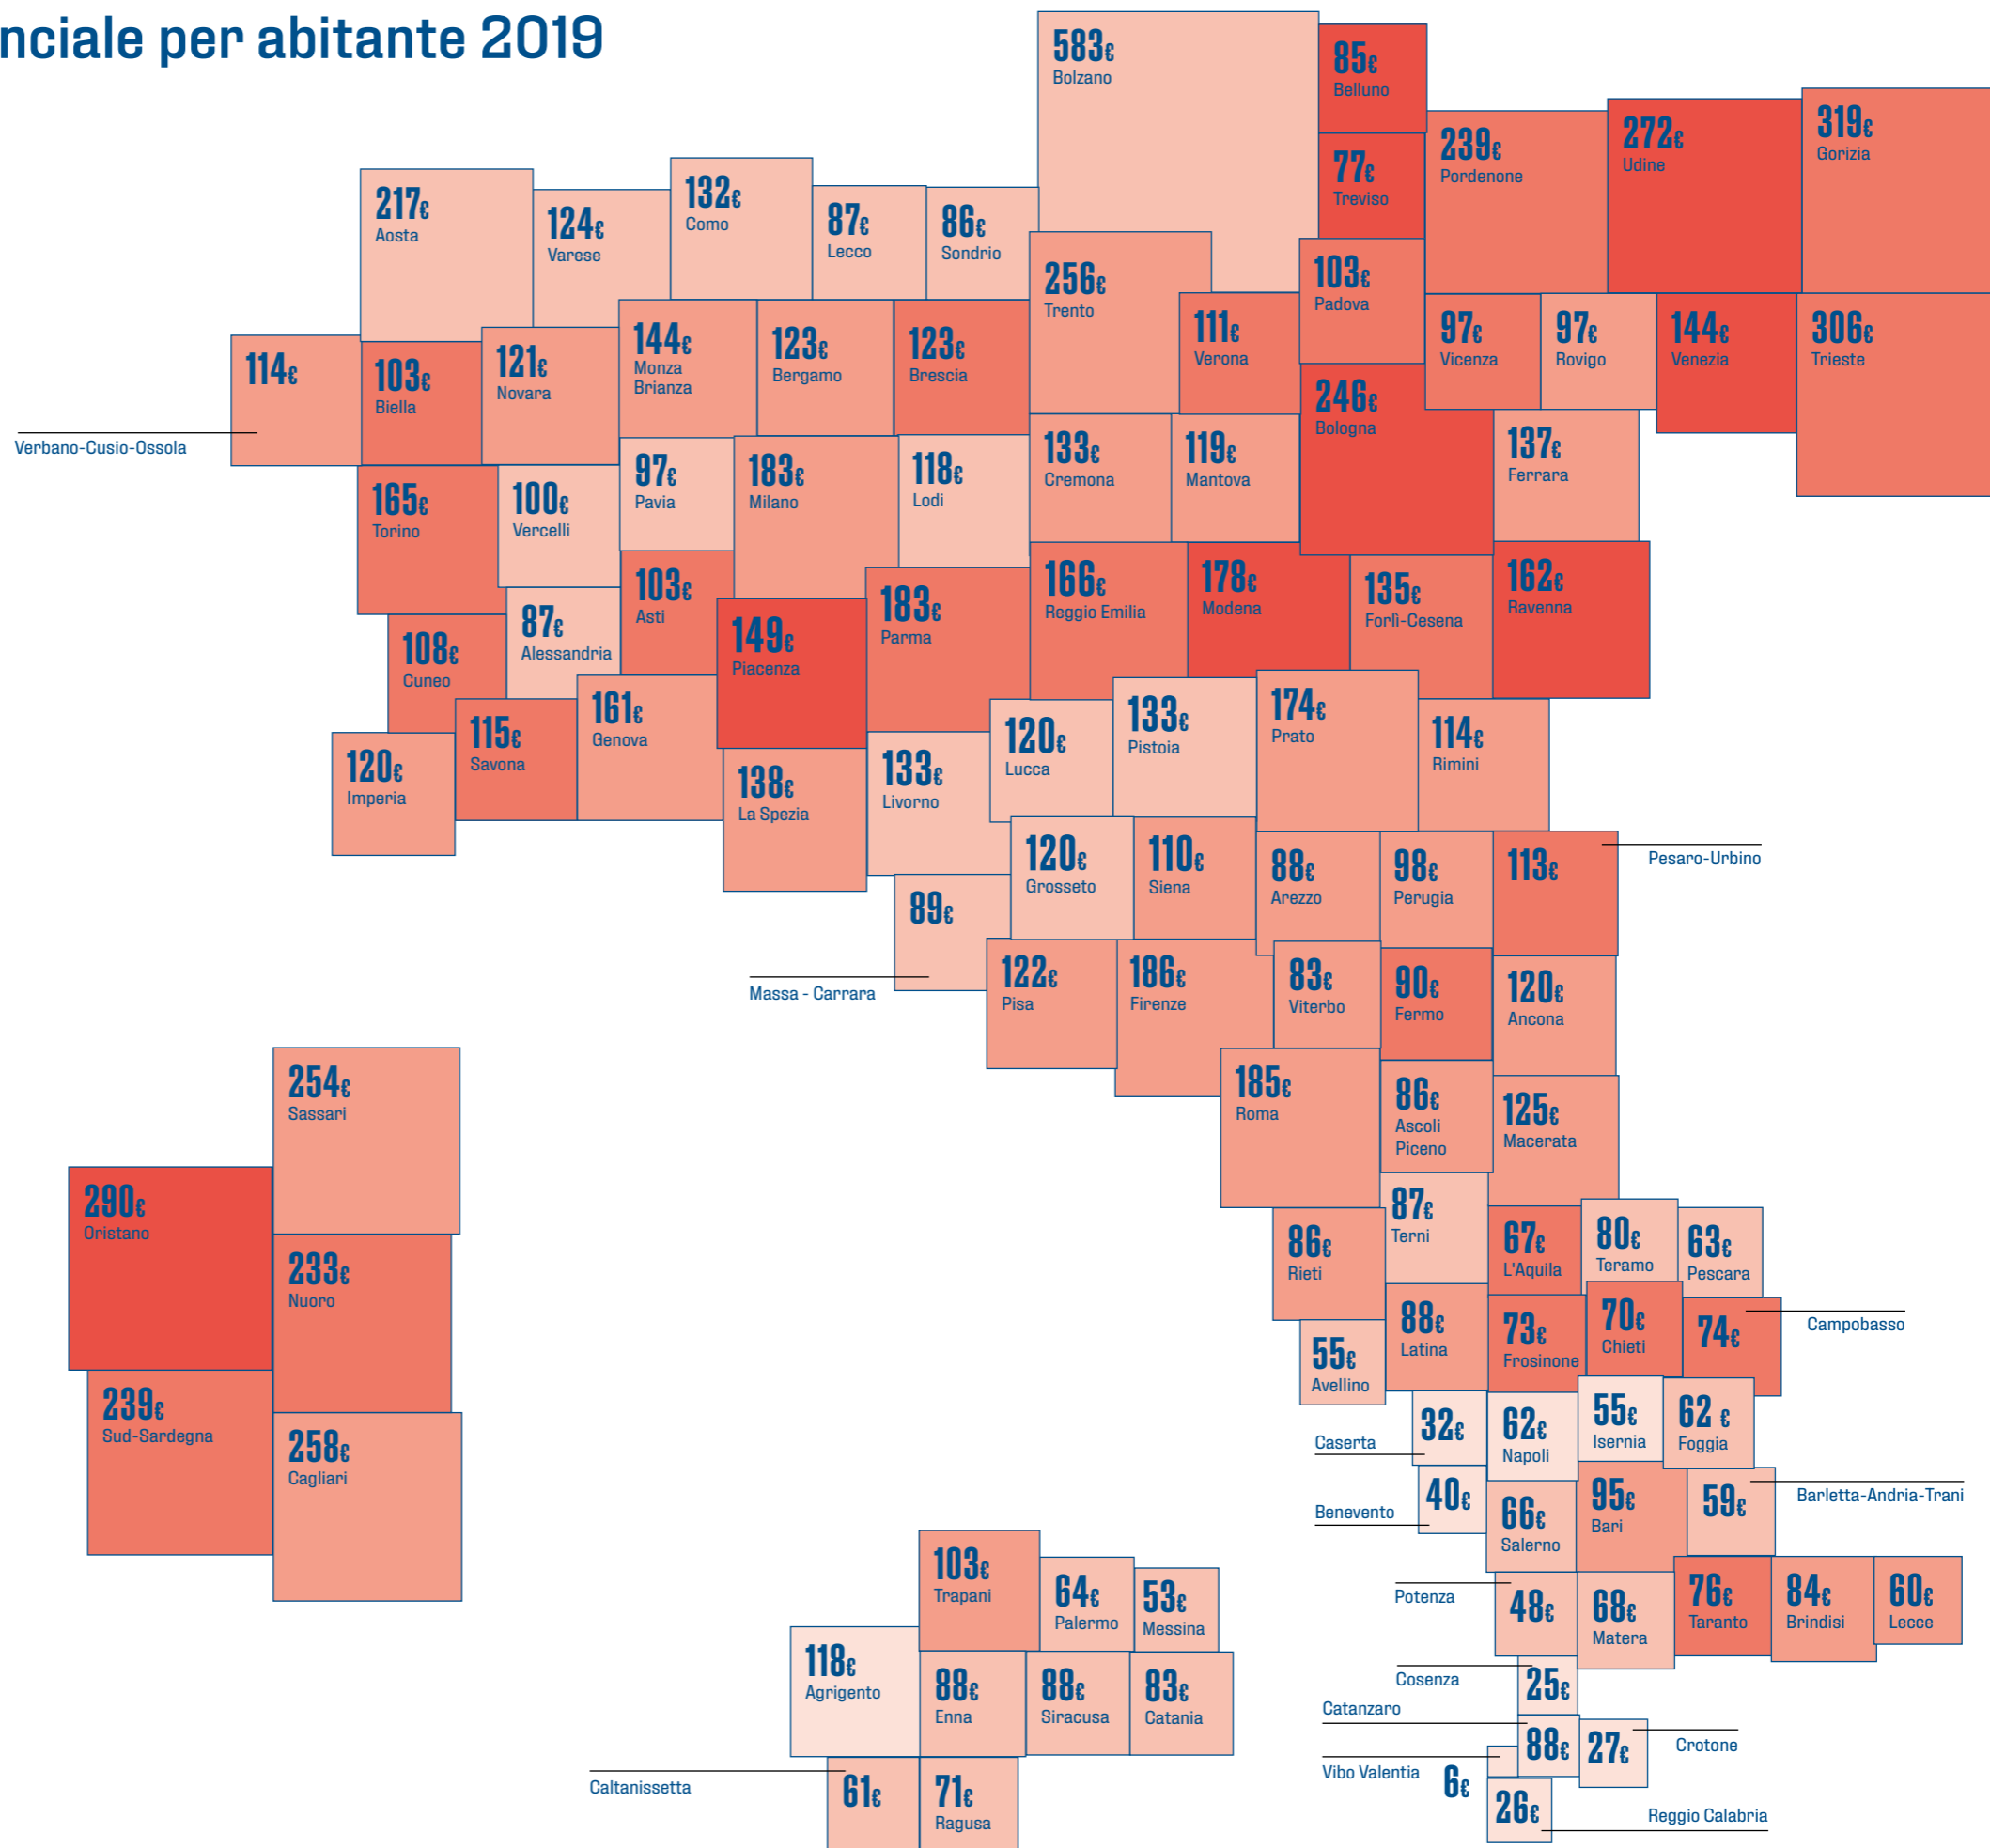 nciale per abitante 2019
583€
Bolzano
85€
Belluno
77€
Treviso
239€
Pordenone
272€
Udine
319€
Gorizia
217€
Aosta
124€
Varese
132€
Como
87€
Lecco
86€
Sondrio
256€
Trento
111€
Verona
103€
Padova
97€
Vicenza
97€
Rovigo
144€
Venezia
306€
Trieste
114€
Verbano-Cusio-Ossola
103€
Biella
121€
Novara
144€
Monza
Brianza
123€
Bergamo
123€
Brescia
246€
Bologna
165€
Torino
100€
Vercelli
97€
Pavia
183€
Milano
118€
Lodi
133€
Cremona
119€
Mantova
137€
Ferrara
108€
Cuneo
87€
Alessandria
103€
Asti
149€
Piacenza
183€
Parma
166€
Reggio Emilia
178€
Modena
135€
Forlì-Cesena
162€
Ravenna
120€
Imperia
115€
Savona
161€
Genova
138€
La Spezia
133€
Livorno
120€
Lucca
133€
Pistoia
174€
Prato
114€
Rimini
89€
Massa - Carrara
120€
Grosseto
110€
Siena
88€
Arezzo
98€
Perugia
113€
Pesaro-Urbino
122€
Pisa
186€
Firenze
83€
Viterbo
90€
Fermo
120€
Ancona
185€
Roma
86€
Ascoli
Piceno
125€
Macerata
254€
Sassari
290€
Oristano
233€
Nuoro
239€
Sud-Sardegna
258€
Cagliari
86€
Rieti
87€
Terni
67€
L'Aquila
80€
Teramo
63€
Pescara
55€
Avellino
88€
Latina
73€
Frosinone
70€
Chieti
74€
Campobasso
Caserta
32€
62€
Napoli
55€
Isernia
62 €
Foggia
Benevento
40€
66€
Salerno
95€
Bari
59€
Barletta-Andria-Trani
Potenza
48€
68€
Matera
76€
Taranto
84€
Brindisi
60€
Lecce
103€
Trapani
64€
Palermo
53€
Messina
118€
Agrigento
88€
Enna
88€
Siracusa
83€
Catania
Caltanissetta
61€
71€
Ragusa
Cosenza
25€
Catanzaro
88€
27€
Crotone
Vibo Valentia
6€
26€
Reggio Calabria